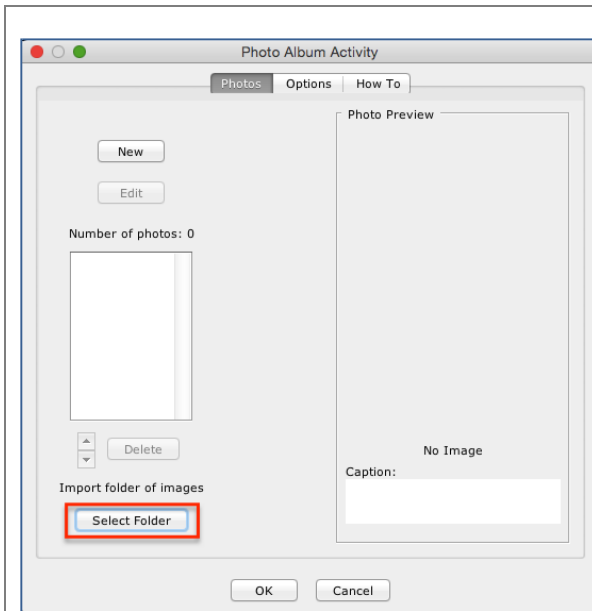 Photo Album Activity
Photos Options How To
Photo Preview
New
Edit
Number of photos: 0
Delete
No Image
Caption:
Import folder of images
Select Folder
OK Cancel